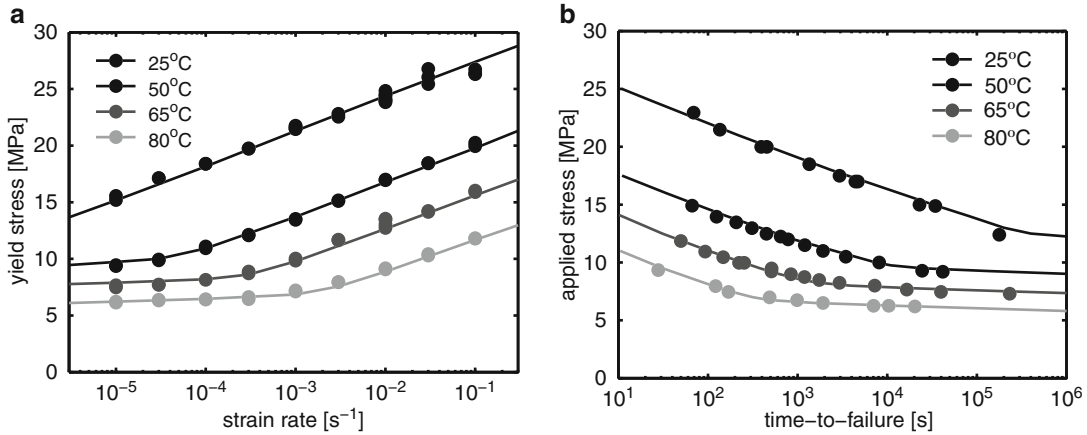 a
30
25
20
15
10
5
0
yield stress [MPa]
25°C
50°C
65°C
80°C
10⁻⁵ 10⁻⁴ 10⁻³ 10⁻² 10⁻¹
strain rate [s⁻¹]
b
30
25
20
15
10
5
0
applied stress [MPa]
25°C
50°C
65°C
80°C
10¹ 10² 10³ 10⁴ 10⁵ 10⁶
time−to−failure [s]